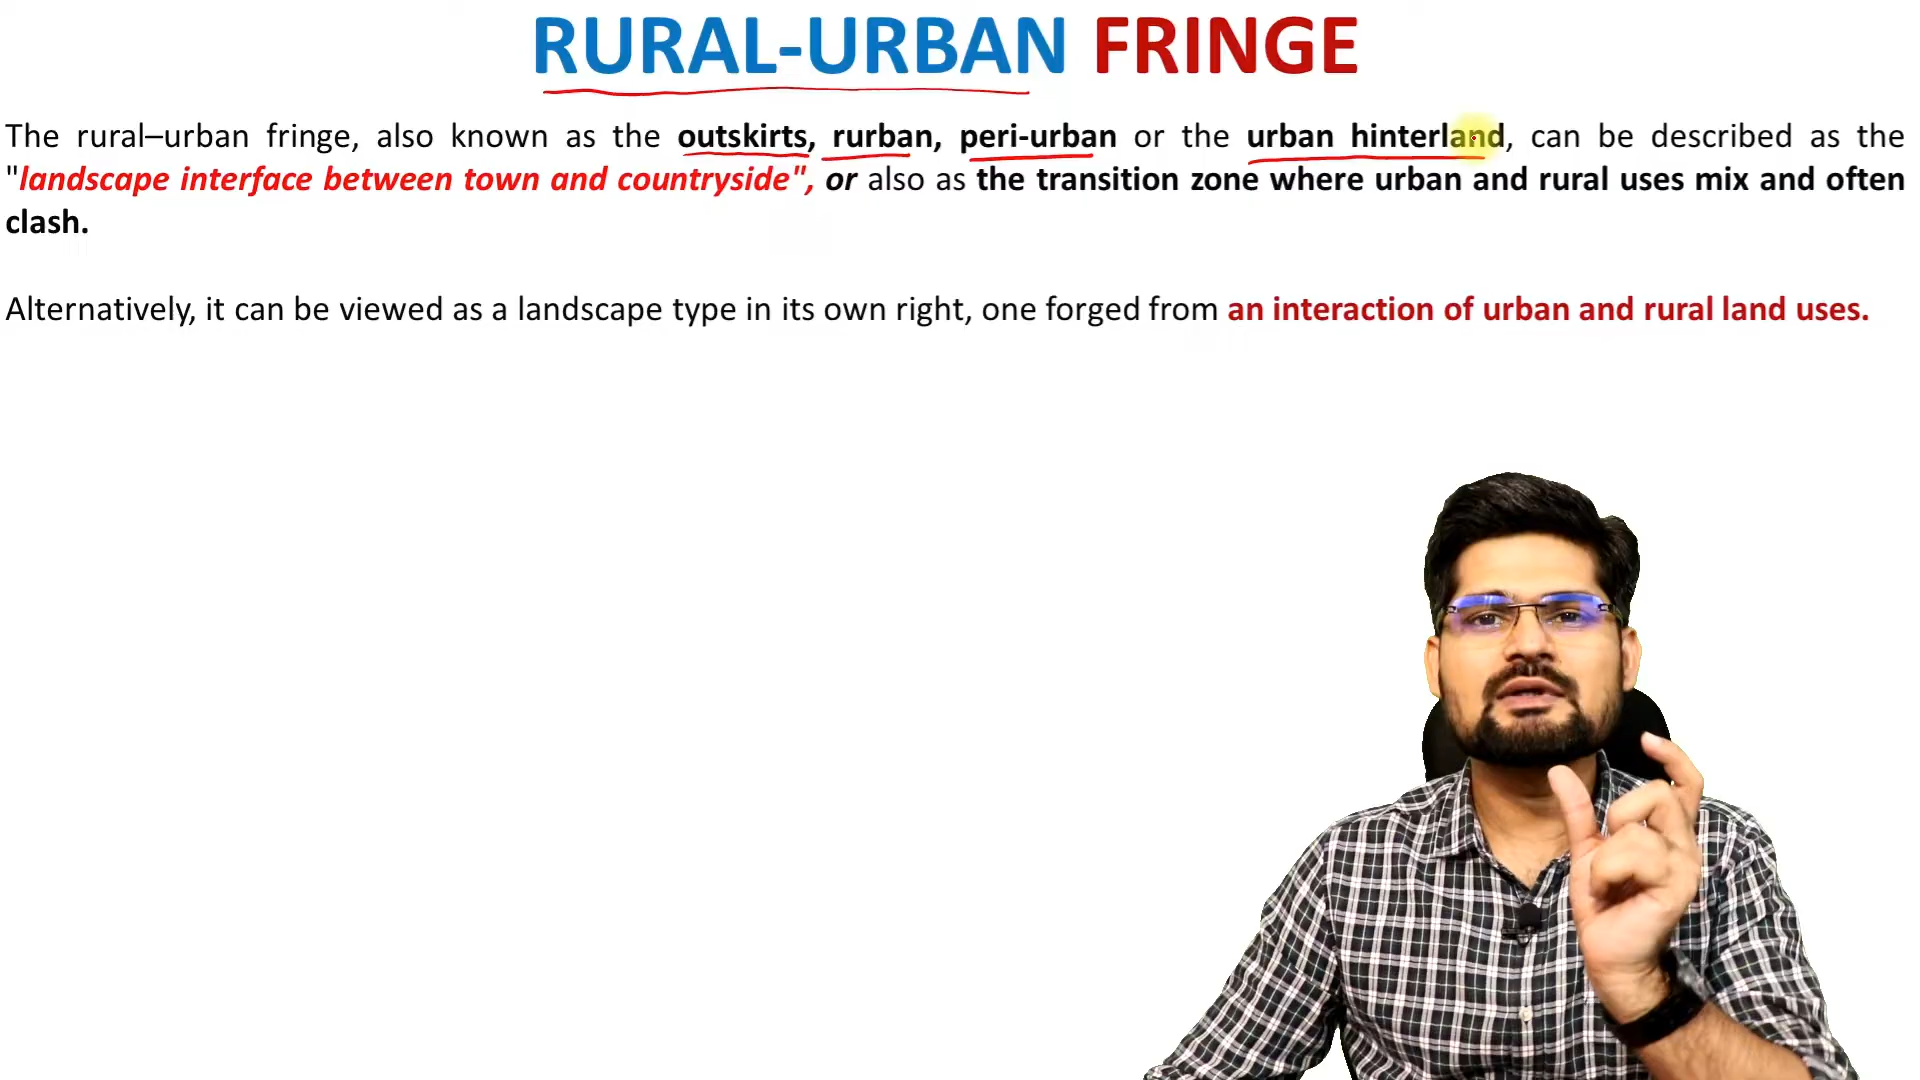 RURAL-URBAN FRINGE
The rural–urban fringe, also known as the outskirts, rurban, peri-urban or the urban hinterland, can be described as the
"landscape interface between town and countryside", or also as the transition zone where urban and rural uses mix and often
clash.
Alternatively, it can be viewed as a landscape type in its own right, one forged from an interaction of urban and rural land uses.